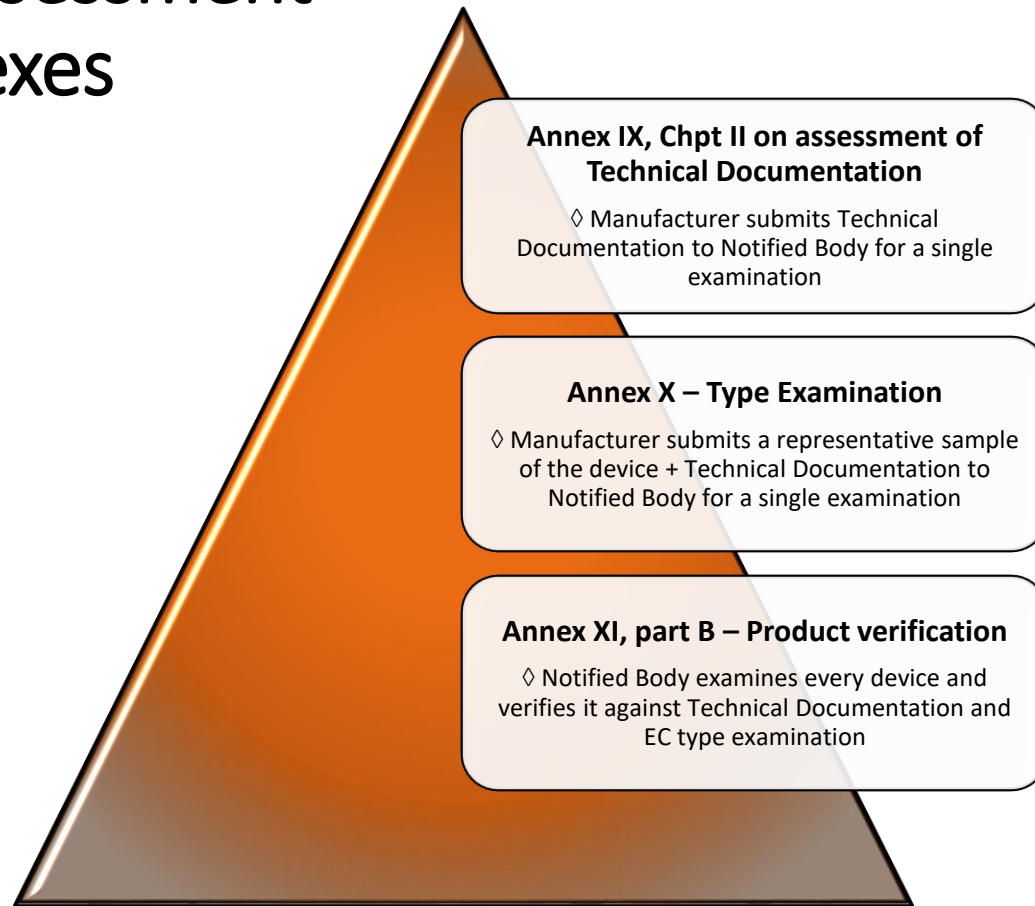 exes
Annex IX, Chpt II on assessment of
Technical Documentation
◊ Manufacturer submits Technical
Documentation to Notified Body for a single
examination
Annex X – Type Examination
◊ Manufacturer submits a representative sample
of the device + Technical Documentation to
Notified Body for a single examination
Annex XI, part B – Product verification
◊ Notified Body examines every device and
verifies it against Technical Documentation and
EC type examination